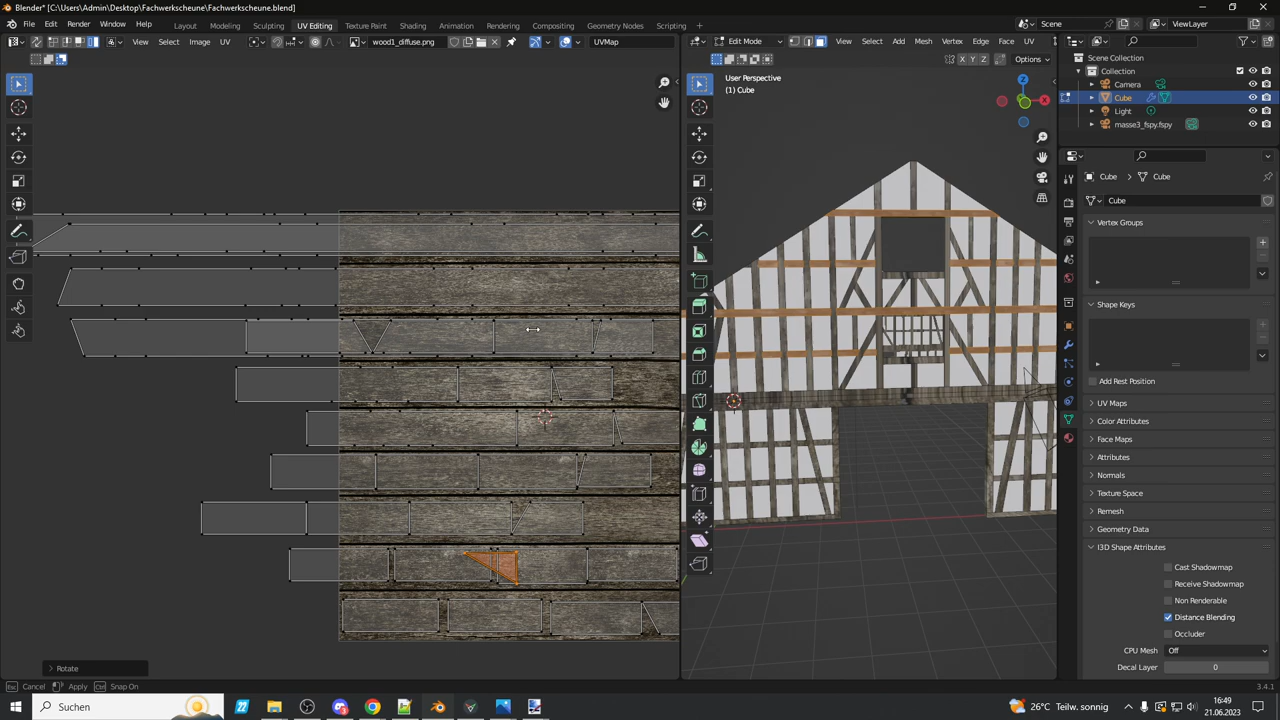 Blender* [C:\Users\Admin\Desktop\Fachwerkscheune\Fachwerkscheune.blend]
File Edit Render Window Help Layout Modeling Sculpting UV Editing Texture Paint Shading Animation Rendering Compositing Geometry Nodes Scripting Scene ViewLayer
View Select Image UV wood1_diffuse.png UVMap
Edit Mode View Select Add Mesh Vertex Edge Face UV
X Y Z Options
User Perspective
(1) Cube
Z
X
Scene Collection
Collection
Camera
Cube
Light
masse3_fspy.fspy
Cube Cube
Cube
Vertex Groups
Shape Keys
Add Rest Position
UV Maps
Color Attributes
Face Maps
Attributes
Normals
Texture Space
Remesh
Geometry Data
I3D Shape Attributes
Cast Shadowmap
Receive Shadowmap
Non Renderable
Distance Blending
Occluder
CPU Mesh Off
Decal Layer 0
Rotate
Esc Cancel Apply Ctrl Snap On
3.4.1
Suchen
26°C Teilw. sonnig
16:49
21.06.2023